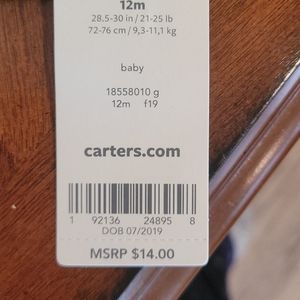 12m
28.5-30 in / 21-25 lb
72-76 cm / 9,3-11,1 kg
baby
18558010 g
12m f19
carters.com
1 92136 24895 8
DOB 07/2019
MSRP $14.00